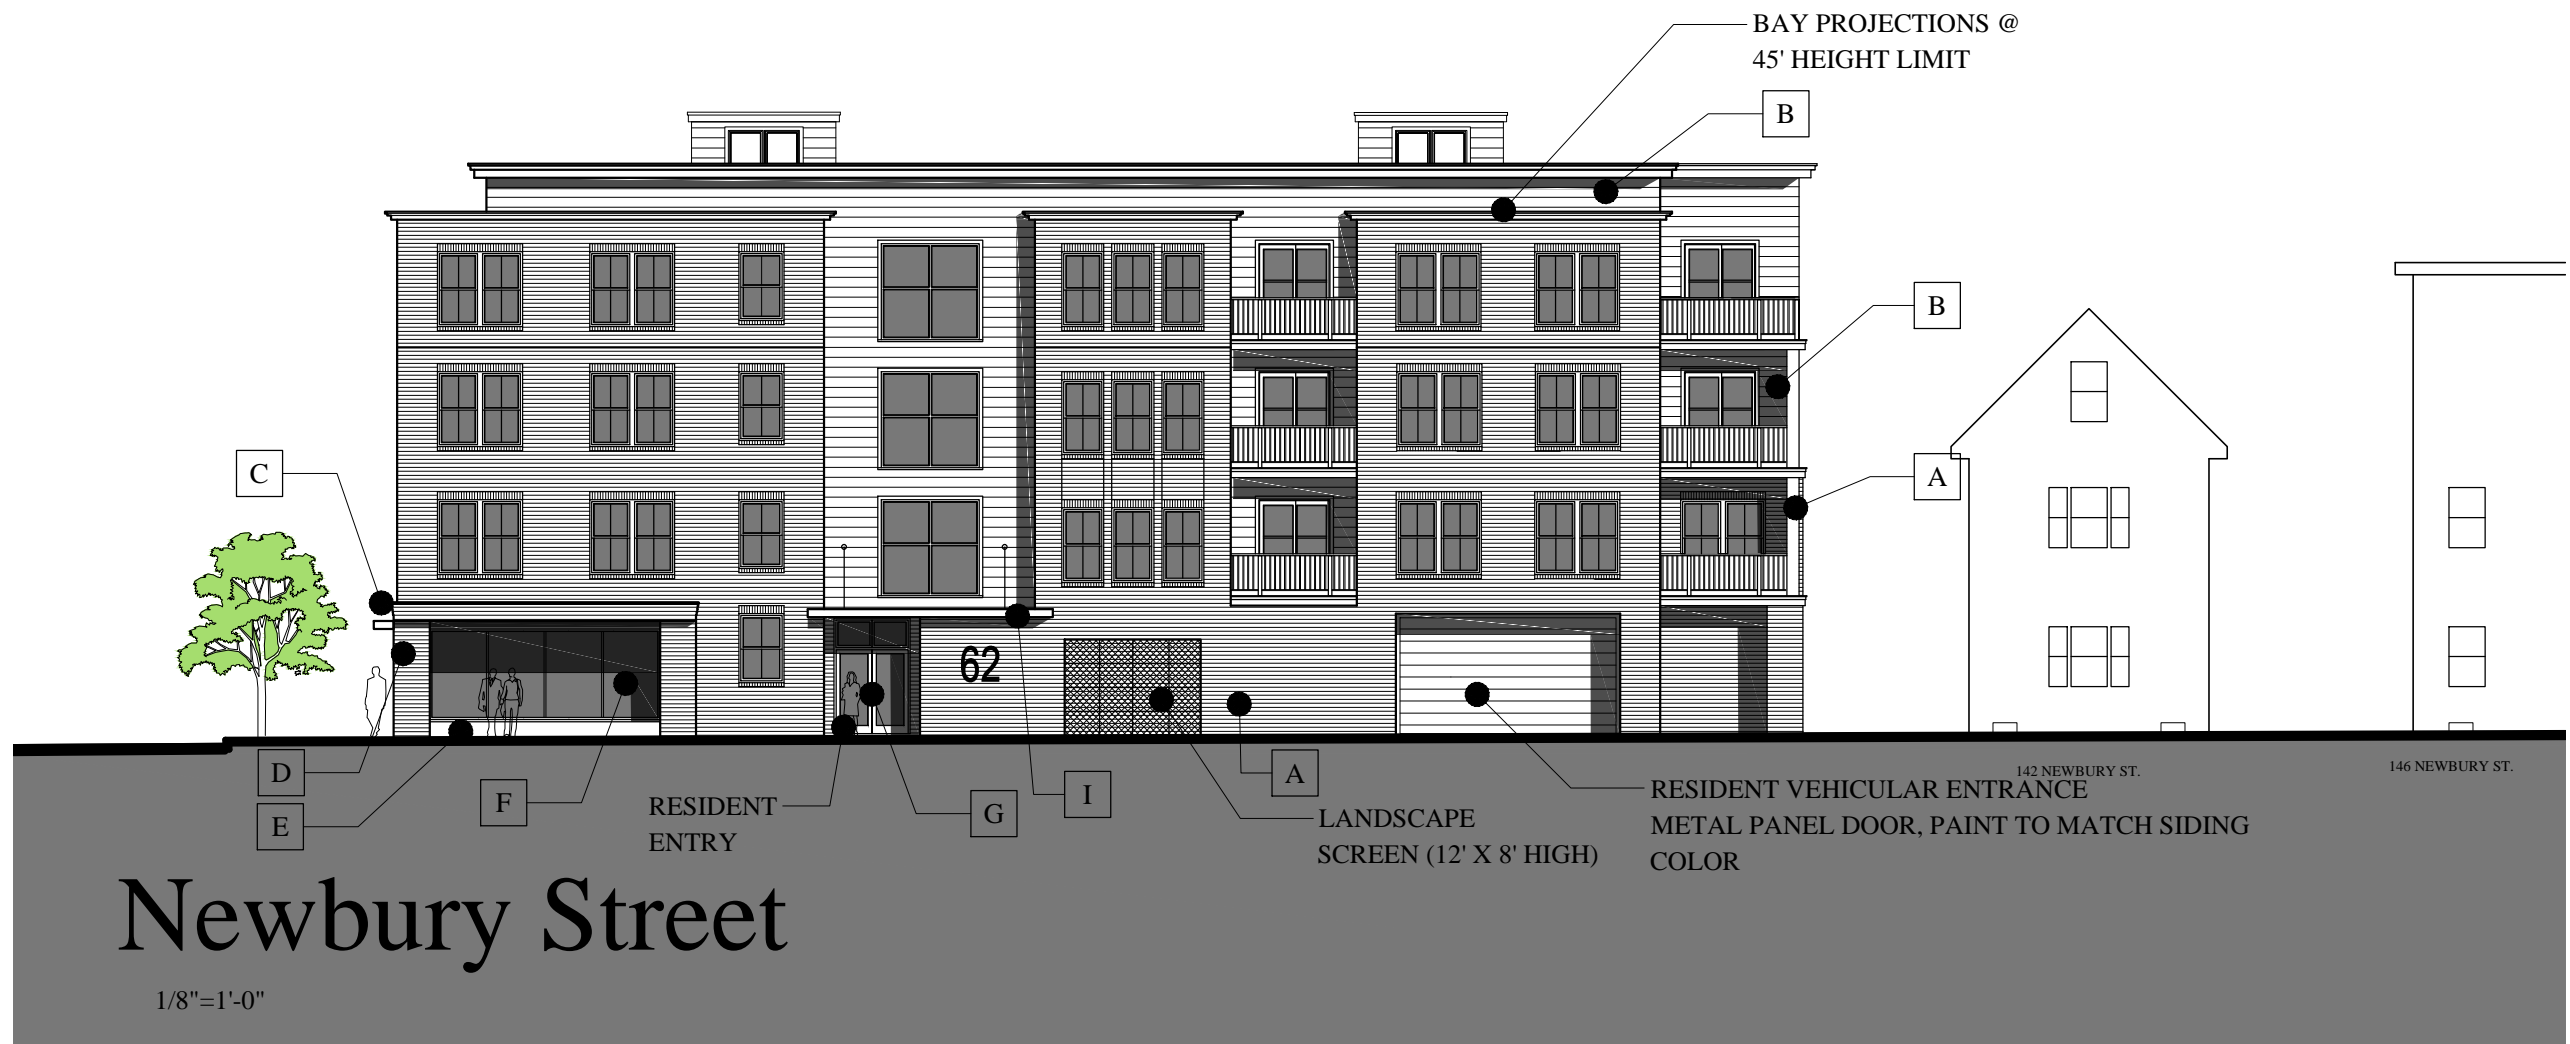 BAY PROJECTIONS @
45' HEIGHT LIMIT
B
B
C
A
62
D
E
F
RESIDENT
ENTRY
G
I
A
LANDSCAPE
SCREEN (12' X 8' HIGH)
142 NEWBURY ST.
146 NEWBURY ST.
RESIDENT VEHICULAR ENTRANCE
METAL PANEL DOOR, PAINT TO MATCH SIDING
COLOR
Newbury Street
1/8"=1'-0"